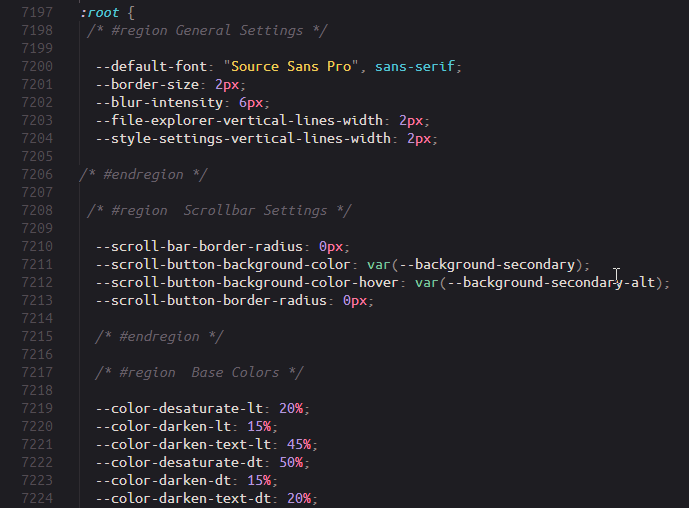 7197 :root {
7198 /* #region General Settings */
7199
7200 --default-font: "Source Sans Pro", sans-serif;
7201 --border-size: 2px;
7202 --blur-intensity: 6px;
7203 --file-explorer-vertical-lines-width: 2px;
7204 --style-settings-vertical-lines-width: 2px;
7205
7206 /* #endregion */
7207
7208 /* #region  Scrollbar Settings */
7209
7210 --scroll-bar-border-radius: 0px;
7211 --scroll-button-background-color: var(--background-secondary);
7212 --scroll-button-background-color-hover: var(--background-secondary-alt);
7213 --scroll-button-border-radius: 0px;
7214
7215 /* #endregion */
7216
7217 /* #region  Base Colors */
7218
7219 --color-desaturate-lt: 20%;
7220 --color-darken-lt: 15%;
7221 --color-darken-text-lt: 45%;
7222 --color-desaturate-dt: 50%;
7223 --color-darken-dt: 15%;
7224 --color-darken-text-dt: 20%;